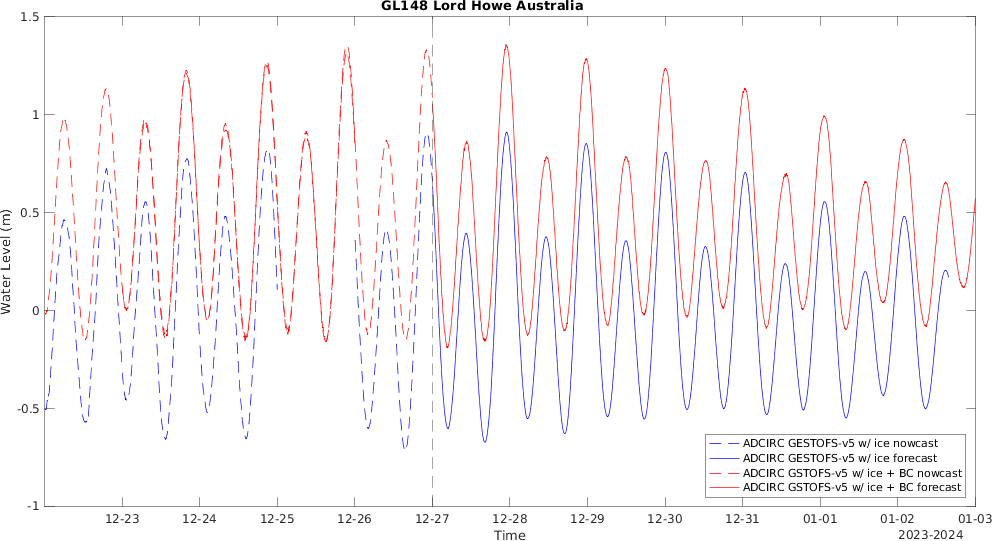 GL148 Lord Howe Australia
1.5
1
0.5
0
-0.5
-1
Water Level (m)
12-23 12-24 12-25 12-26 12-27 12-28 12-29 12-30 12-31 01-01 01-02 01-03
Time
2023-2024
ADCIRC GESTOFS-v5 w/ ice nowcast
ADCIRC GESTOFS-v5 w/ ice forecast
ADCIRC GSTOFS-v5 w/ ice + BC nowcast
ADCIRC GSTOFS-v5 w/ ice + BC forecast